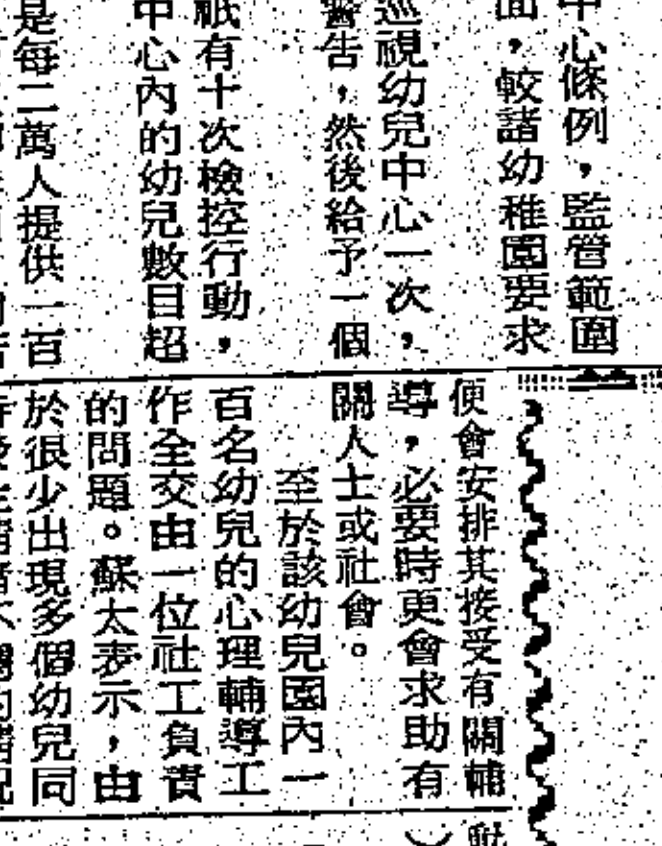 中心條例，監管範圍
面，較諸幼稚園要求
巡視幼兒中心一次，
警告，然後給予一個
祇有十次檢控行動，
中心內的幼兒數目超
是每二萬人提供一百
便會安排其接受有關輔
導，必要時更會求助有
關人士或社會。
至於該幼兒園內一
百名幼兒的心理輔導工
作全交由一位社工負責
的問題。蘇太表示，由
於很少出現多個幼兒同